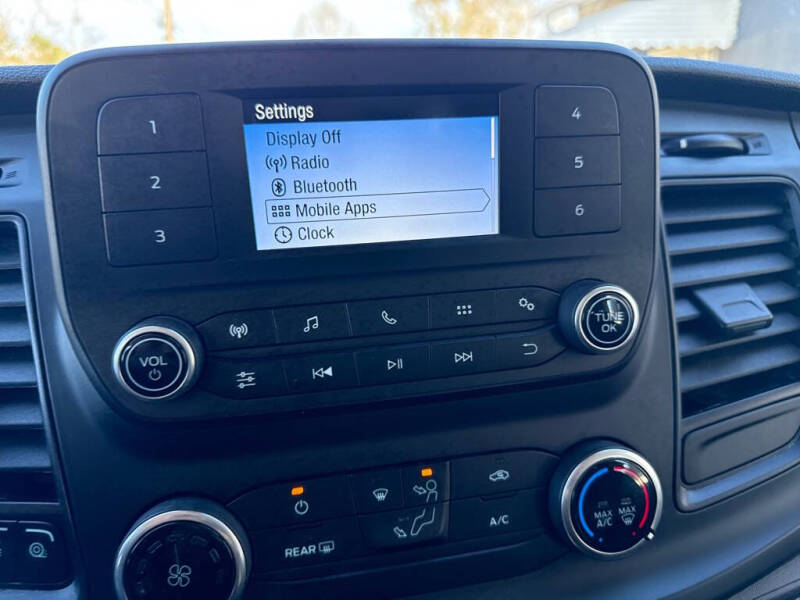 Settings
Display Off
Radio
Bluetooth
Mobile Apps
Clock
1
2
3
4
5
6
VOL
TUNE
OK
REAR
A/C
MAX
A/C
MAX